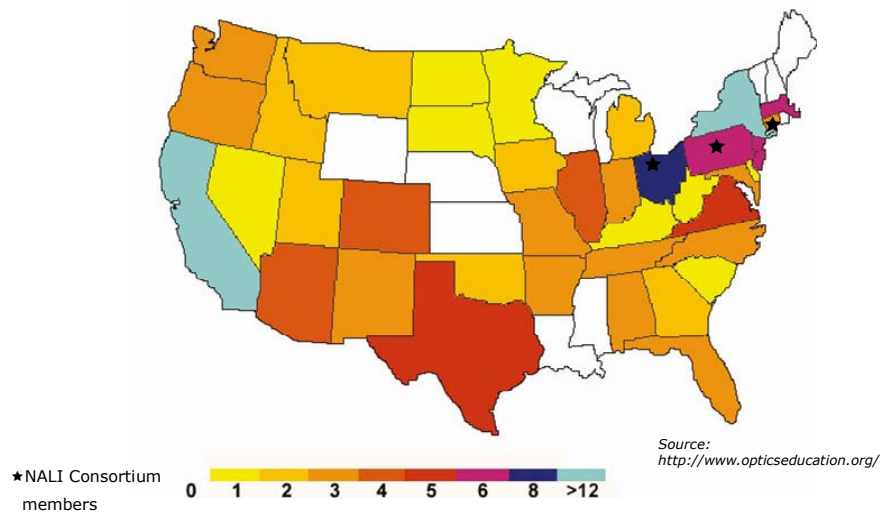 Source:
http://www.opticseducation.org/
★NALI Consortium
members
0 1 2 3 4 5 6 8 >12